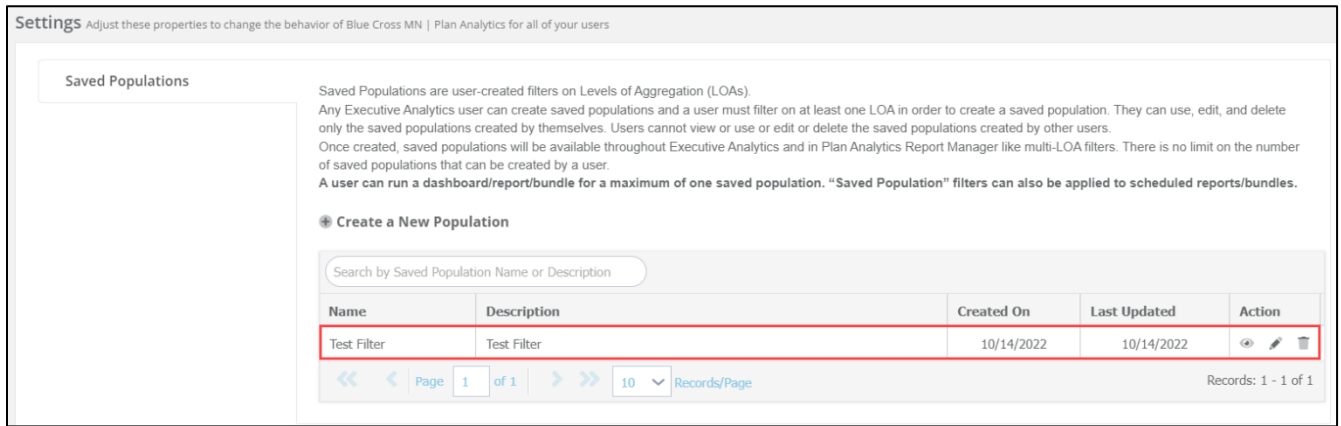 Settings Adjust these properties to change the behavior of Blue Cross MN | Plan Analytics for all of your users
Saved Populations
Saved Populations are user-created filters on Levels of Aggregation (LOAs).
Any Executive Analytics user can create saved populations and a user must filter on at least one LOA in order to create a saved population. They can use, edit, and delete
only the saved populations created by themselves. Users cannot view or use or edit or delete the saved populations created by other users.
Once created, saved populations will be available throughout Executive Analytics and in Plan Analytics Report Manager like multi-LOA filters. There is no limit on the number
of saved populations that can be created by a user.
A user can run a dashboard/report/bundle for a maximum of one saved population. “Saved Population” filters can also be applied to scheduled reports/bundles.
Create a New Population
Search by Saved Population Name or Description
Name Description Created On Last Updated Action
Test Filter Test Filter 10/14/2022 10/14/2022
Page 1 of 1 10 Records/Page Records: 1 - 1 of 1